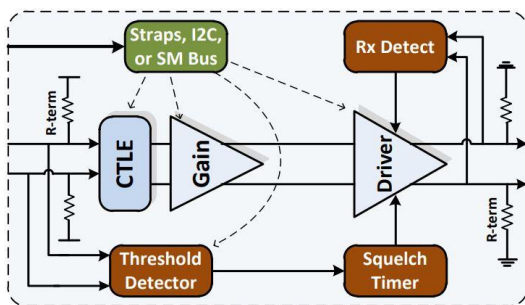 Straps, I2C,
or SM Bus
Rx Detect
R-term
CTLE
Gain
Driver
Threshold
Detector
Squelch
Timer
R-term